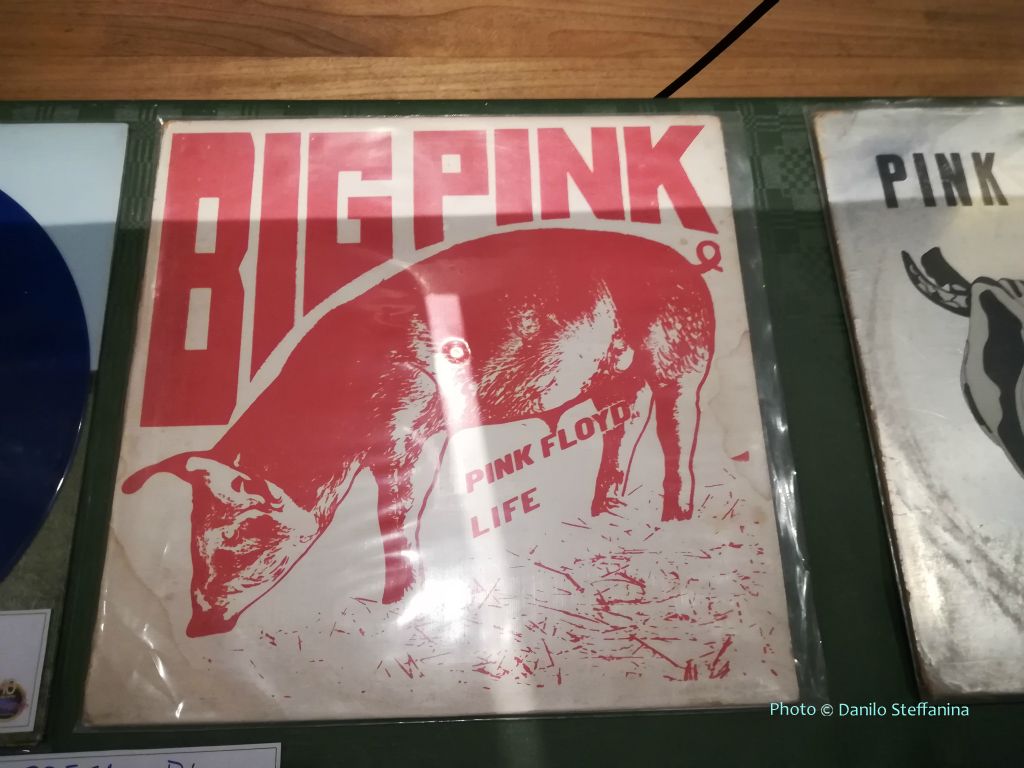 BIG PINK
PINK FLOYD
LIFE
PINK
Photo © Danilo Steffanina